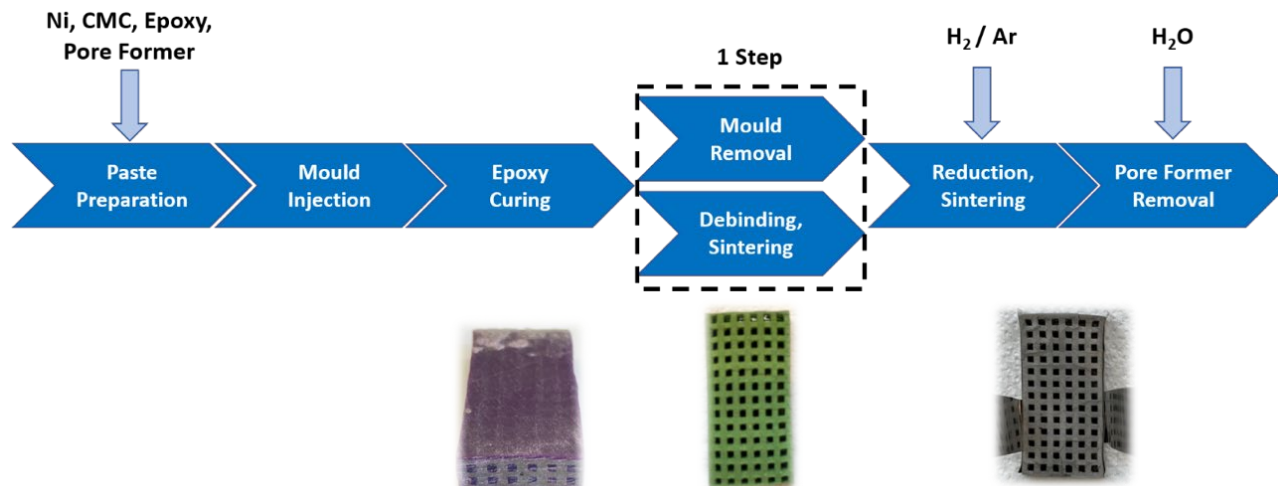 Ni, CMC, Epoxy,
Pore Former
Paste
Preparation
Mould
Injection
Epoxy
Curing
1 Step
Mould
Removal
Debinding,
Sintering
H₂ / Ar
Reduction,
Sintering
H₂O
Pore Former
Removal